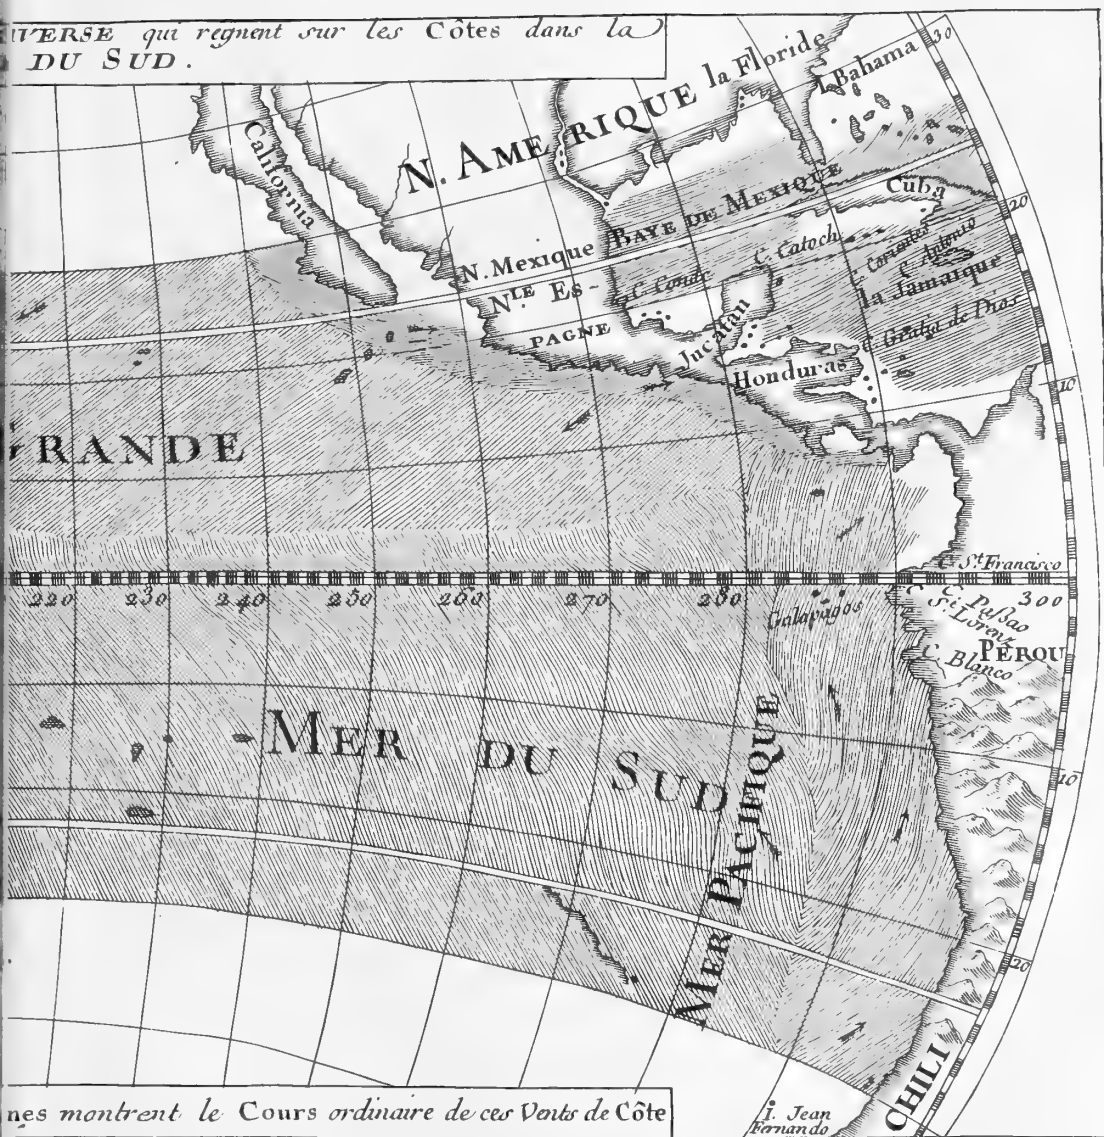 qui regnent sur les Côtes dans la
DU SUD.
30
la Floride
I. Bahama
N. AMERIQUE
California
BAYE DE MEXIQUE
Cuba
20
N. Mexique
C. Catoch
C. Corientes
C. Antonio
NLE ES-
C. Condé
la Jamaique
PAGNE
Jucatan
C. Gratia de Dios
Honduras
10
GRANDE
C. St. Francisco
220 230 240 250 260 270 280 300
Galapagos
C. Passao
C. St. Lorenz
PEROU
C. Blanco
MER DU SUD
MER PACIFIQUE
10
20
CHILI
nes montrent le Cours ordinaire de ces Vents de Côte
I. Jean
Fernando